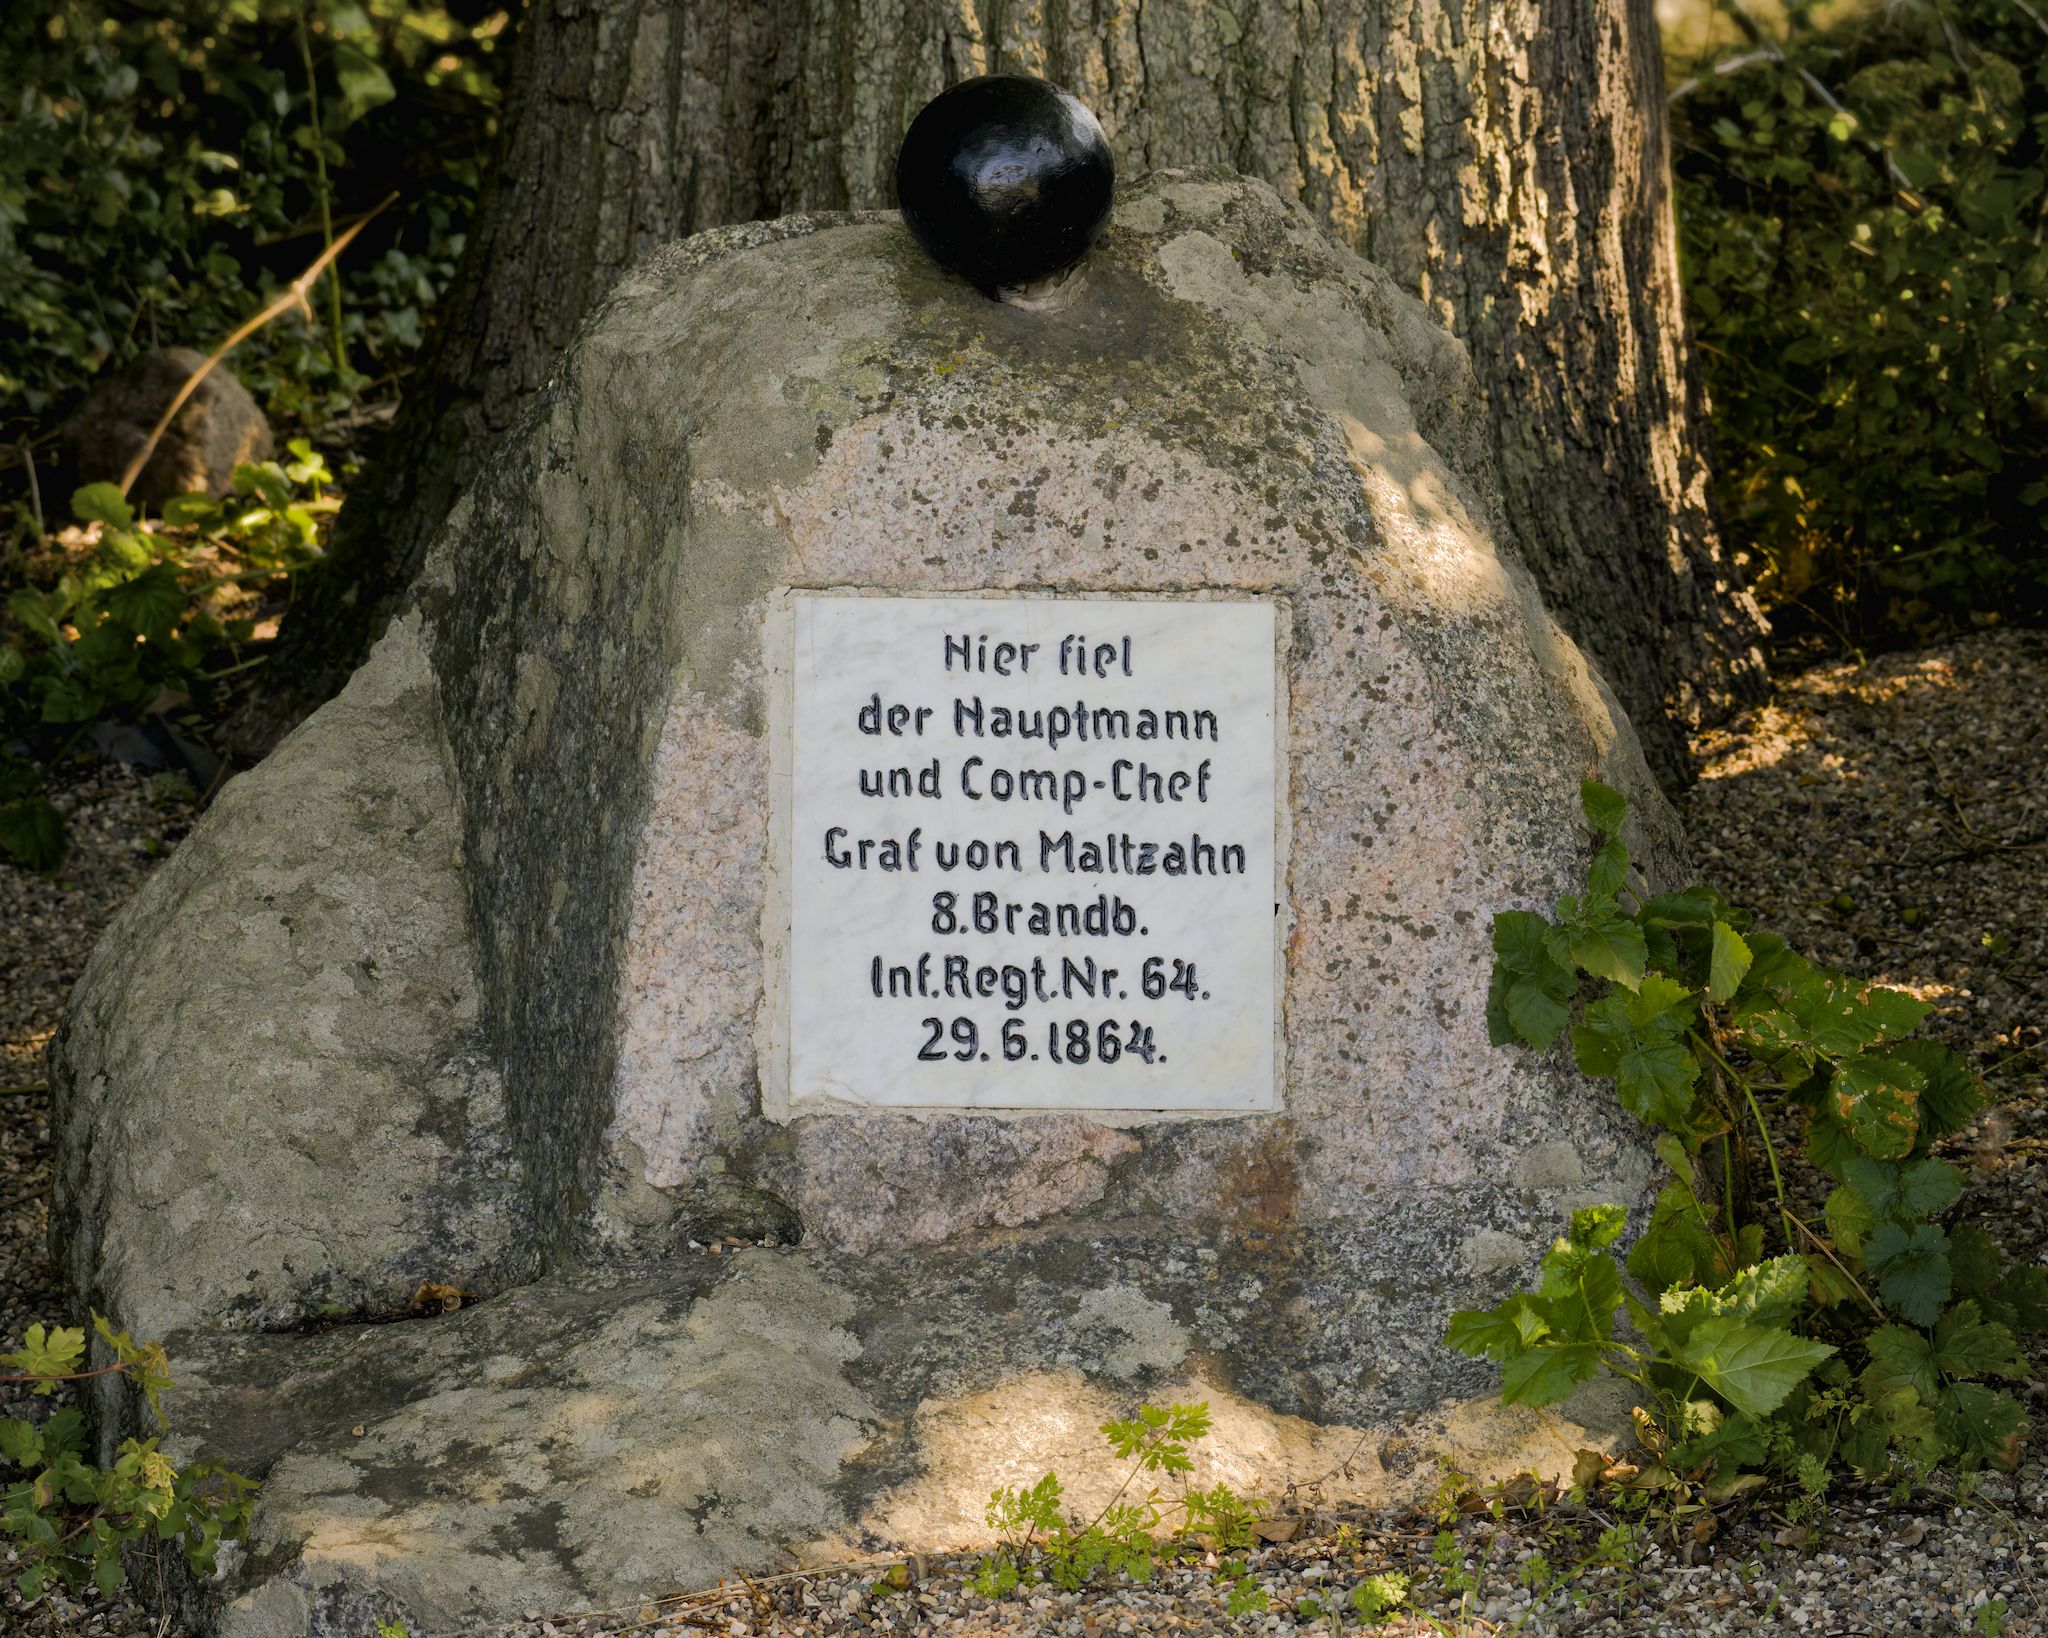 Hier fiel
der Hauptmann
und Comp-Chef
Graf von Maltzahn
8.Brandb.
Inf.Regt.Nr. 64.
29. 6. 1864.